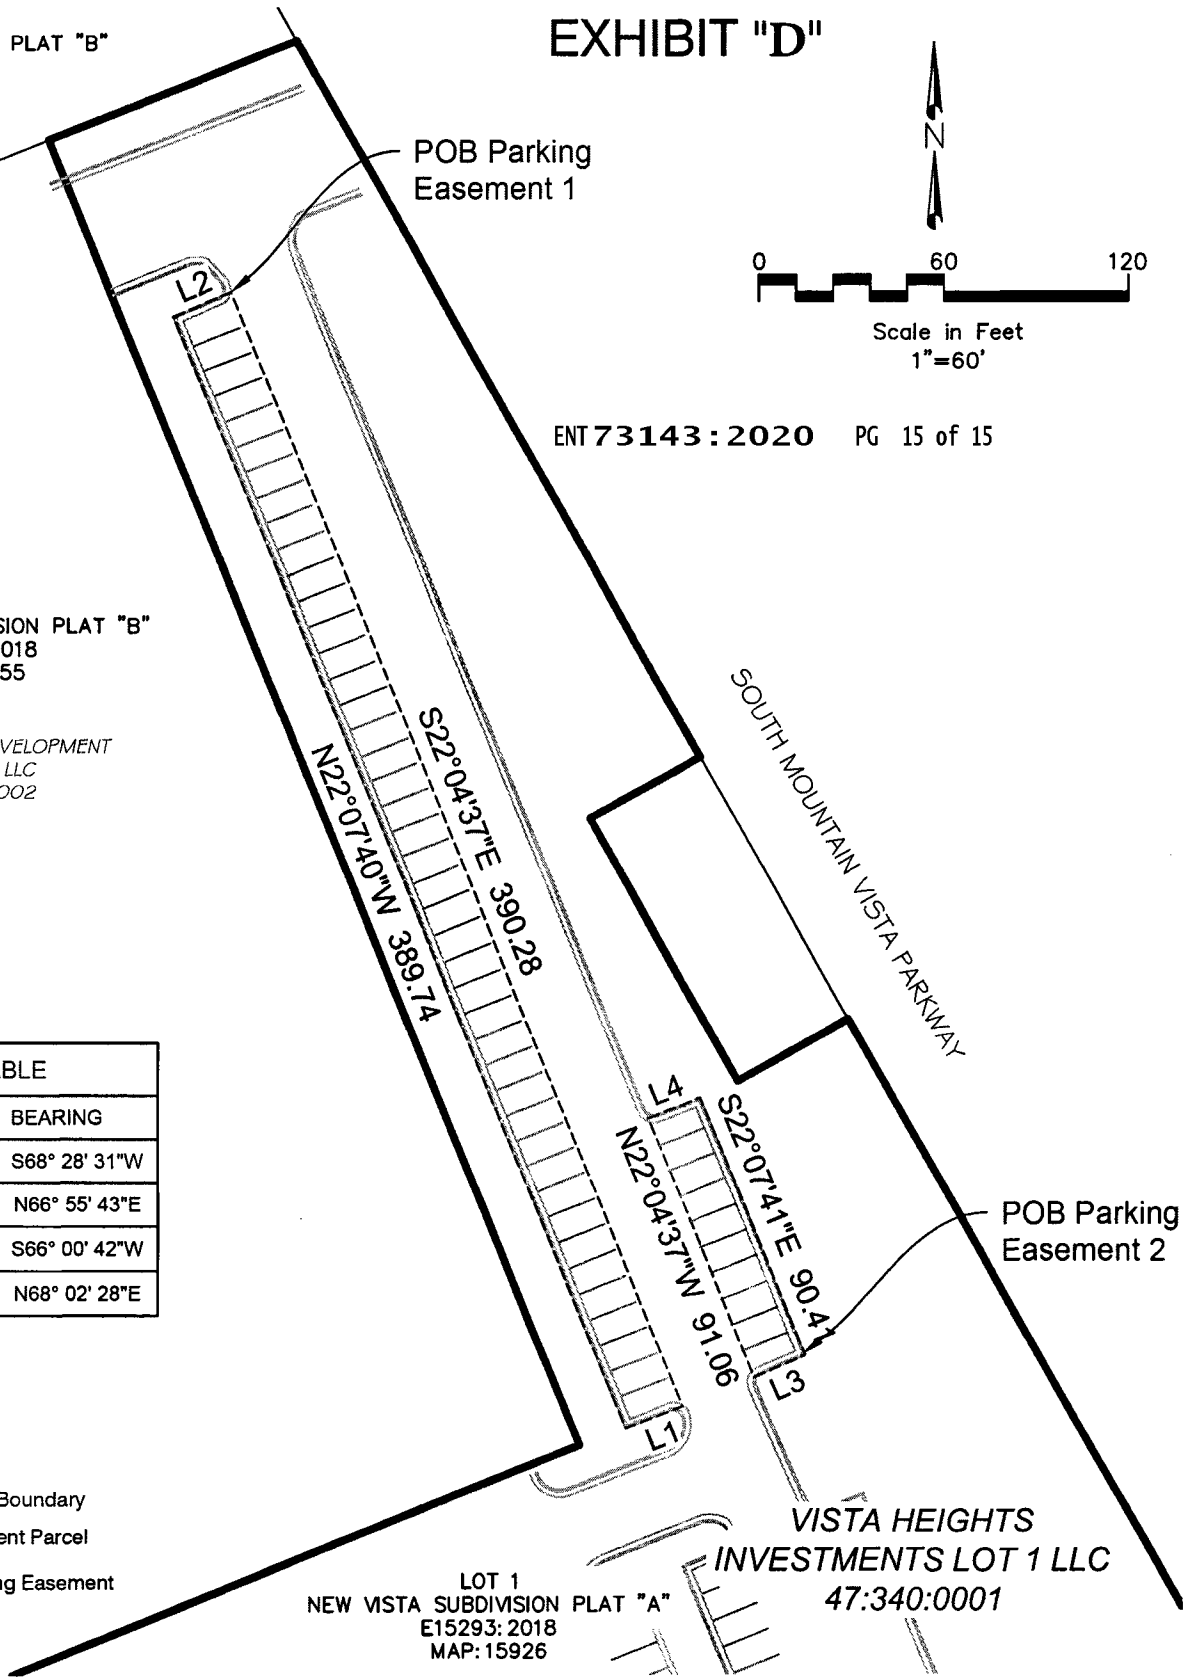 PLAT "B"
EXHIBIT "D"
N
POB Parking
Easement 1
0 60 120
Scale in Feet
1"=60'
ENT 73143:2020 PG 15 of 15
L2
SION PLAT "B"
018
55
VELOPMENT
LLC
002
N22°07'40"W 389.74
S22°04'37"E 390.28
SOUTH MOUNTAIN VISTA PARKWAY
BLE
BEARING
S68° 28' 31"W
N66° 55' 43"E
S66° 00' 42"W
N68° 02' 28"E
L4
N22°04'37"W 91.06
S22°07'41"E 90.41
POB Parking
Easement 2
L3
L1
Boundary
ent Parcel
ng Easement
LOT 1
NEW VISTA SUBDIVISION PLAT "A"
E15293:2018
MAP:15926
VISTA HEIGHTS
INVESTMENTS LOT 1 LLC
47:340:0001